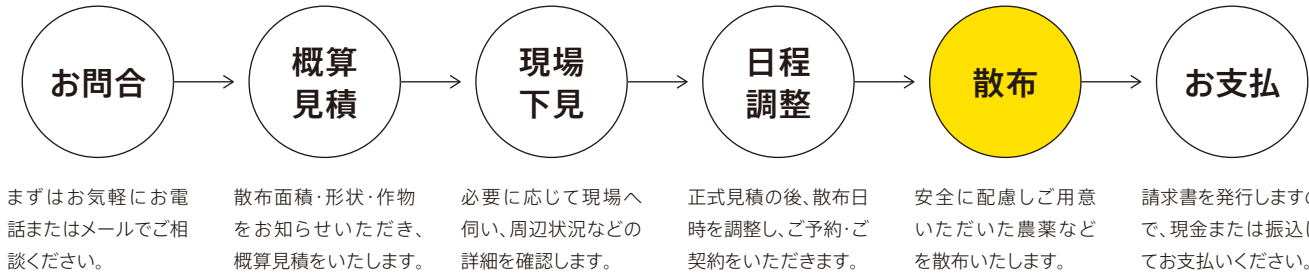 お問合
概算
見積
現場
下見
日程
調整
散布
お支払
まずはお気軽にお電
話またはメールでご相
談ください。
散布面積・形状・作物
をお知らせいただき、
概算見積をいたします。
必要に応じて現場へ
伺い、周辺状況などの
詳細を確認します。
正式見積の後、散布日
時を調整し、ご予約・ご
契約をいただきます。
安全に配慮しご用意
いただいた農薬など
を散布いたします。
請求書を発行しますの
で、現金または振込に
てお支払いください。